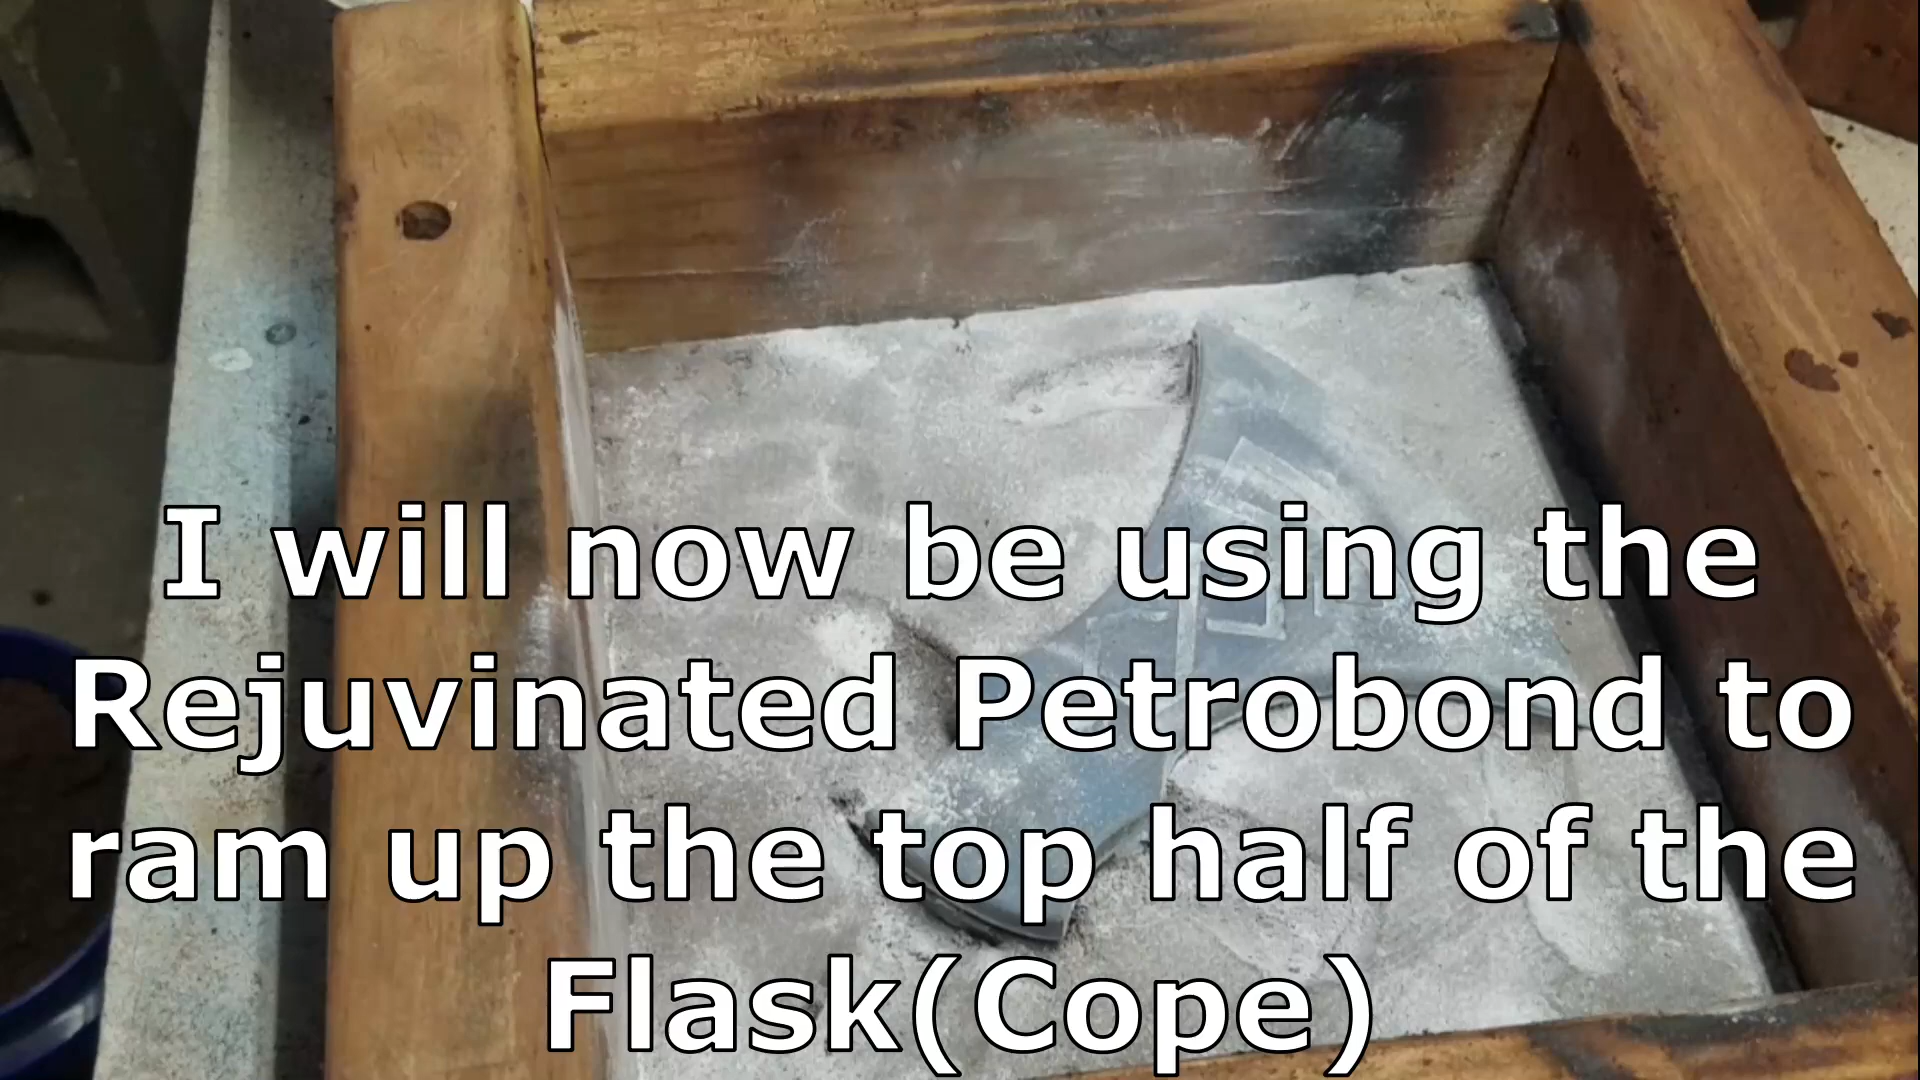 I will now be using the
Rejuvinated Petrobond to
ram up the top half of the
Flask(Cope)